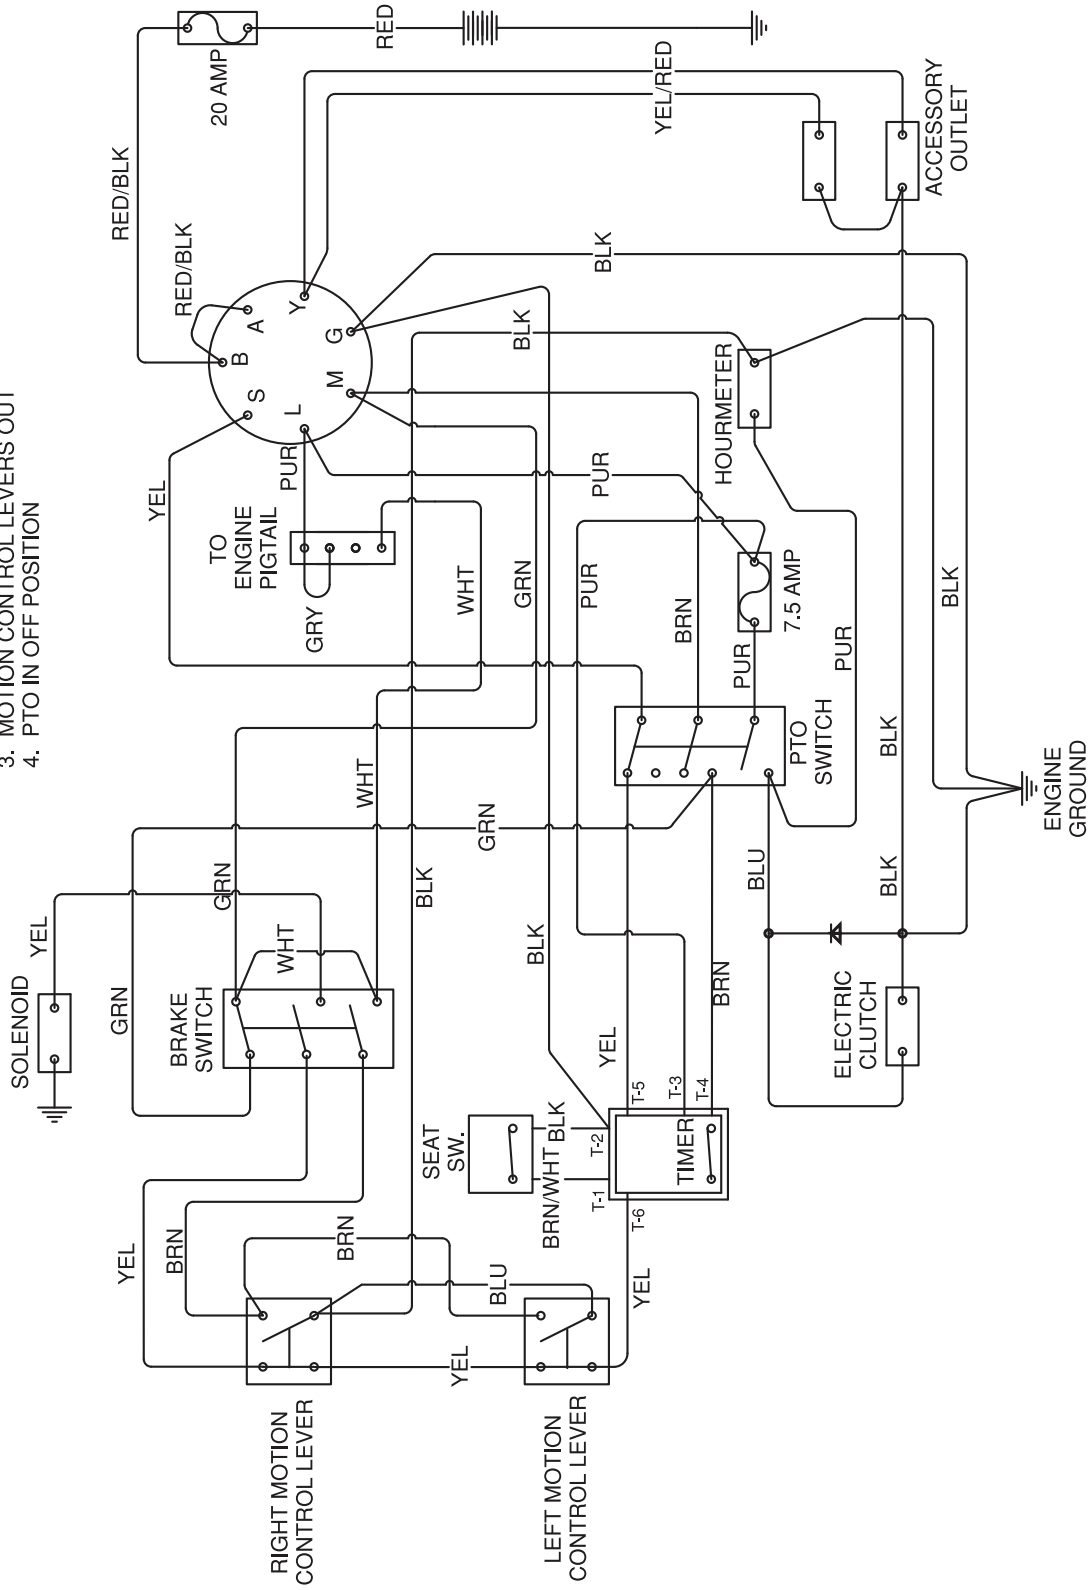 3. MOTION CONTROL LEVERS OUT
4. PTO IN OFF POSITION
RED/BLK
20 AMP
RED
YEL/RED
ACCESSORY
OUTLET
RED/BLK
A
B
Y
S
G
M
L
BLK
BLK
HOURMETER
YEL
PUR
TO
ENGINE
PIGTAIL
GRY
WHT
GRN
PUR
PUR
BRN
7.5 AMP
PUR
PUR
BLK
PTO
SWITCH
BLK
ENGINE
GROUND
WHT
GRN
GRN
BLK
BLU
BLK
YEL
SOLENOID
GRN
WHT
BRAKE
SWITCH
BLK
YEL
BRN
ELECTRIC
CLUTCH
SEAT
SW.
BLK
BRN/WHT
T-5
T-3
T-4
T-2
T-1
T-6
TIMER
YEL
BRN
BRN
BLU
YEL
YEL
RIGHT MOTION
CONTROL LEVER
LEFT MOTION
CONTROL LEVER